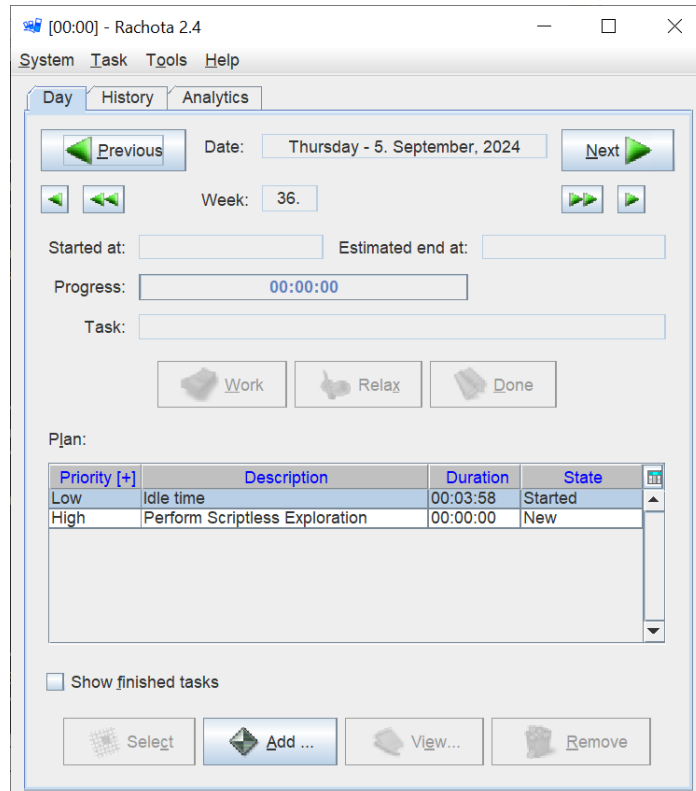 [00:00] - Rachota 2.4
System Task Tools Help
Day History Analytics
Previous Date: Thursday - 5. September, 2024 Next
Week: 36.
Started at: Estimated end at:
Progress: 00:00:00
Task:
Work Relax Done
Plan:
Priority [+] Description Duration State
Low Idle time 00:03:58 Started
High Perform Scriptless Exploration 00:00:00 New
Show finished tasks
Select Add ... View... Remove